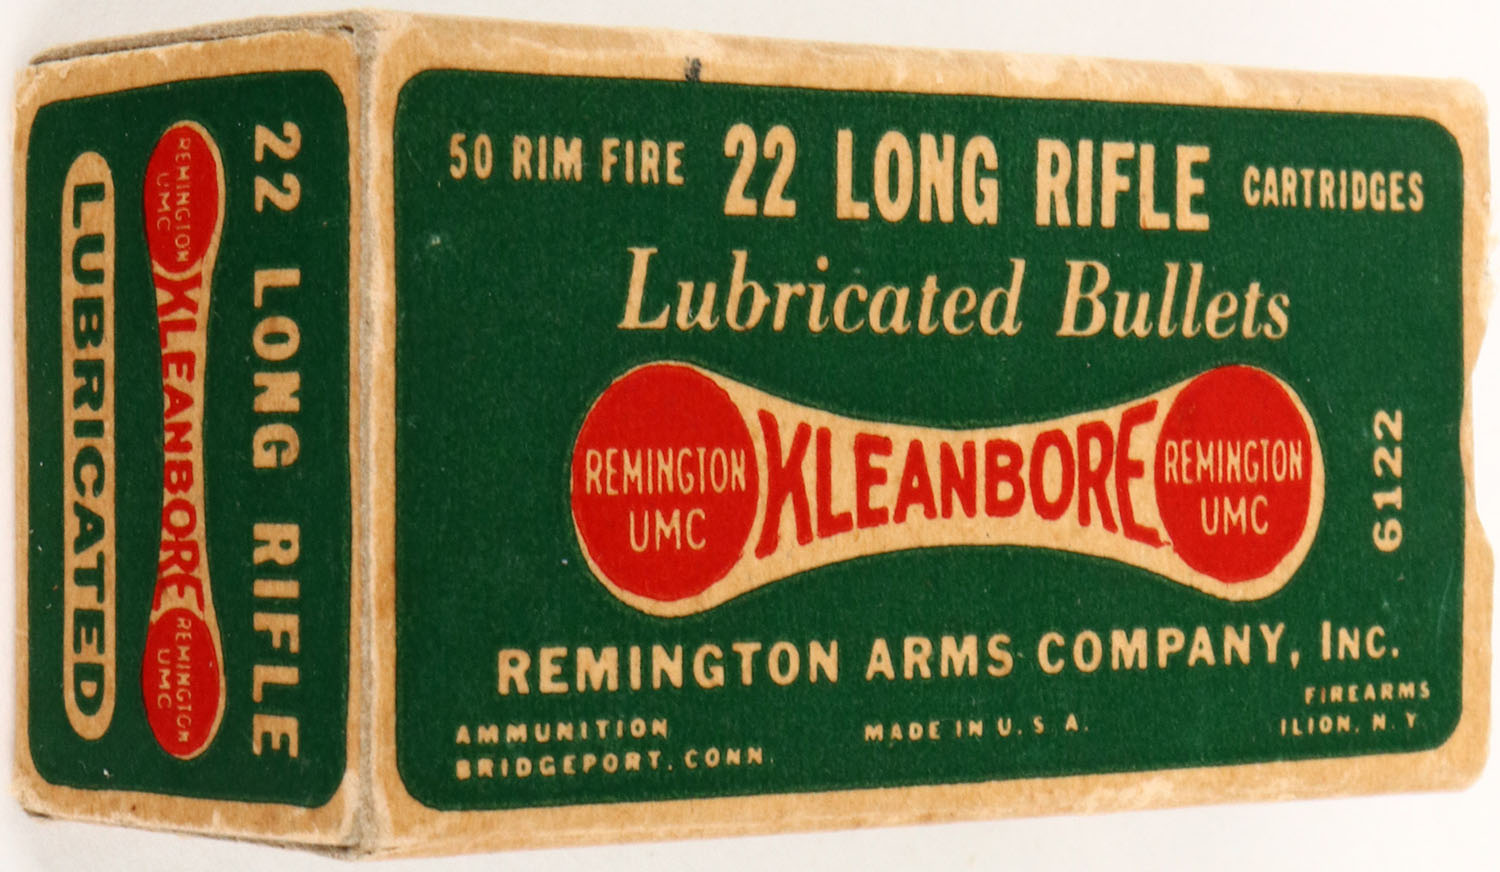 50 RIM FIRE 22 LONG RIFLE CARTRIDGES
Lubricated Bullets
REMINGTON UMC KLEANBORE REMINGTON UMC
6122
REMINGTON ARMS COMPANY, INC.
AMMUNITION
BRIDGEPORT, CONN.
MADE IN U. S. A.
FIREARMS
ILION, N. Y.
22 LONG RIFLE
REMINGTON UMC KLEANBORE REMINGTON UMC
LUBRICATED